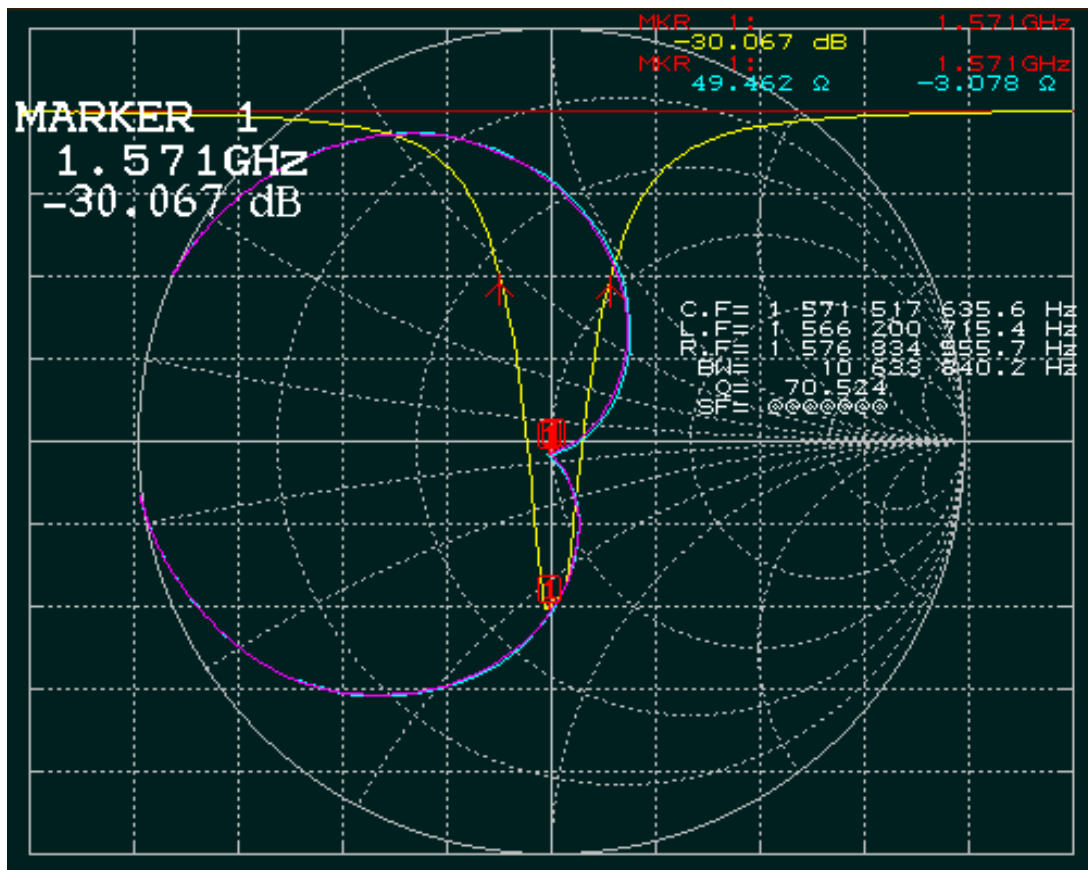 MKR 1: 1.571GHz
-30.067 dB
MKR 1: 1.571GHz
49.462 Ω -3.078 Ω
MARKER 1
1.571GHz
-30.067 dB
C.F= 1 571 517 635.6 Hz
L.F= 1 566 200 715.4 Hz
R.F= 1 576 834 555.7 Hz
BW= 10 633 840.2 Hz
Q= 70.524
SF= @@@@@@@
1
1